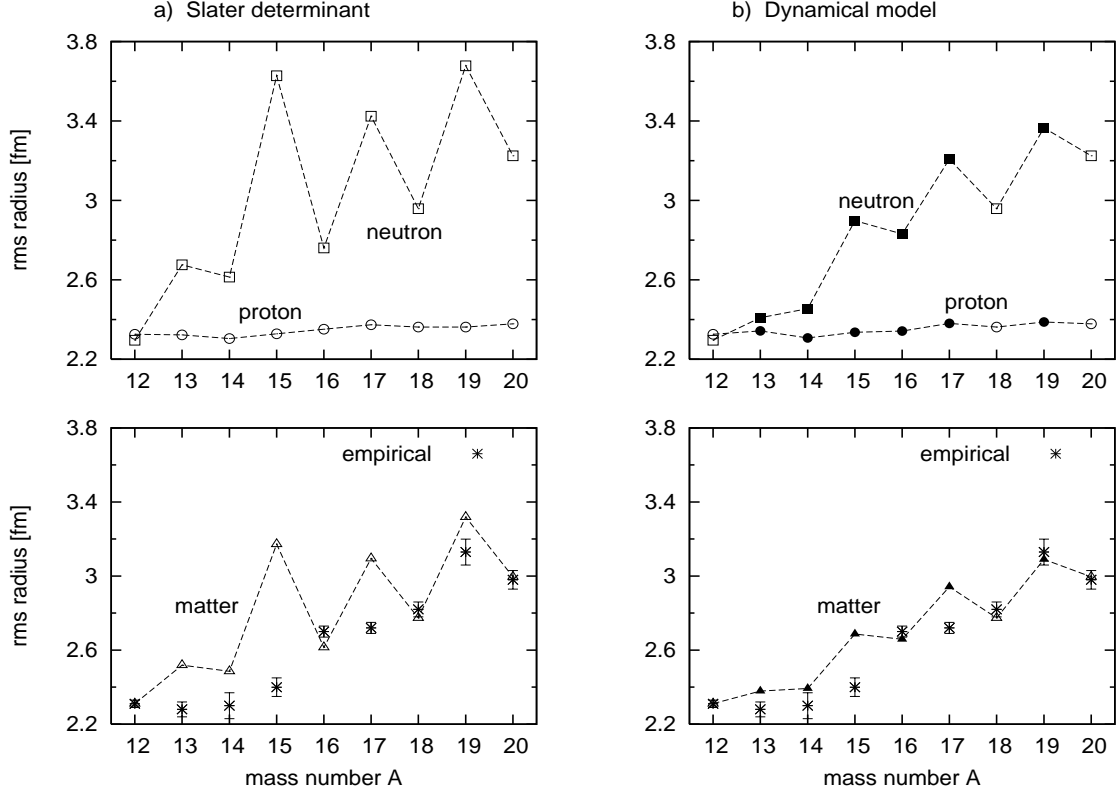 a) Slater determinant
b) Dynamical model
rms radius [fm]
3.8
3.4
3
2.6
2.2
neutron
proton
12 13 14 15 16 17 18 19 20
3.8
3.4
3
2.6
2.2
neutron
proton
12 13 14 15 16 17 18 19 20
rms radius [fm]
3.8
3.4
3
2.6
2.2
empirical
matter
12 13 14 15 16 17 18 19 20
mass number A
3.8
3.4
3
2.6
2.2
empirical
matter
12 13 14 15 16 17 18 19 20
mass number A